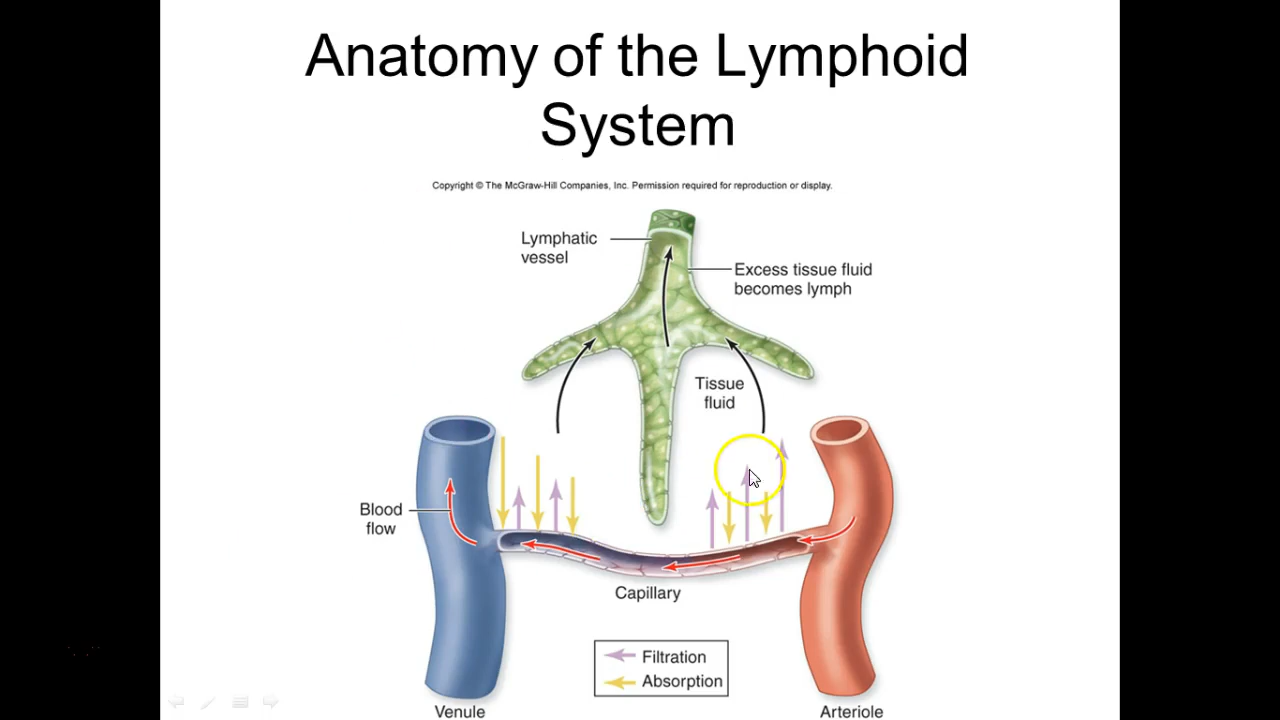 Anatomy of the Lymphoid
System
Copyright © The McGraw-Hill Companies, Inc. Permission required for reproduction or display.
Lymphatic
vessel
Excess tissue fluid
becomes lymph
Tissue
fluid
Blood
flow
Capillary
Filtration
Absorption
Venule
Arteriole